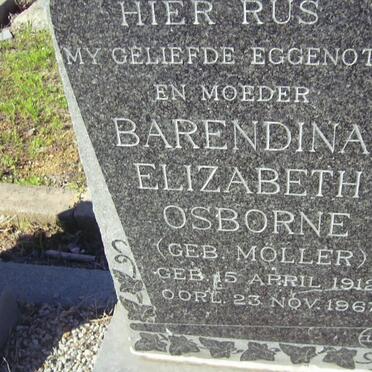 HIER RUS
MY GELIEFDE EGGENOT
EN MOEDER
BARENDINA
ELIZABETH
OSBORNE
(GEB. MÖLLER)
GEB. 15 APRIL 1912
OORL. 23 NOV. 1967